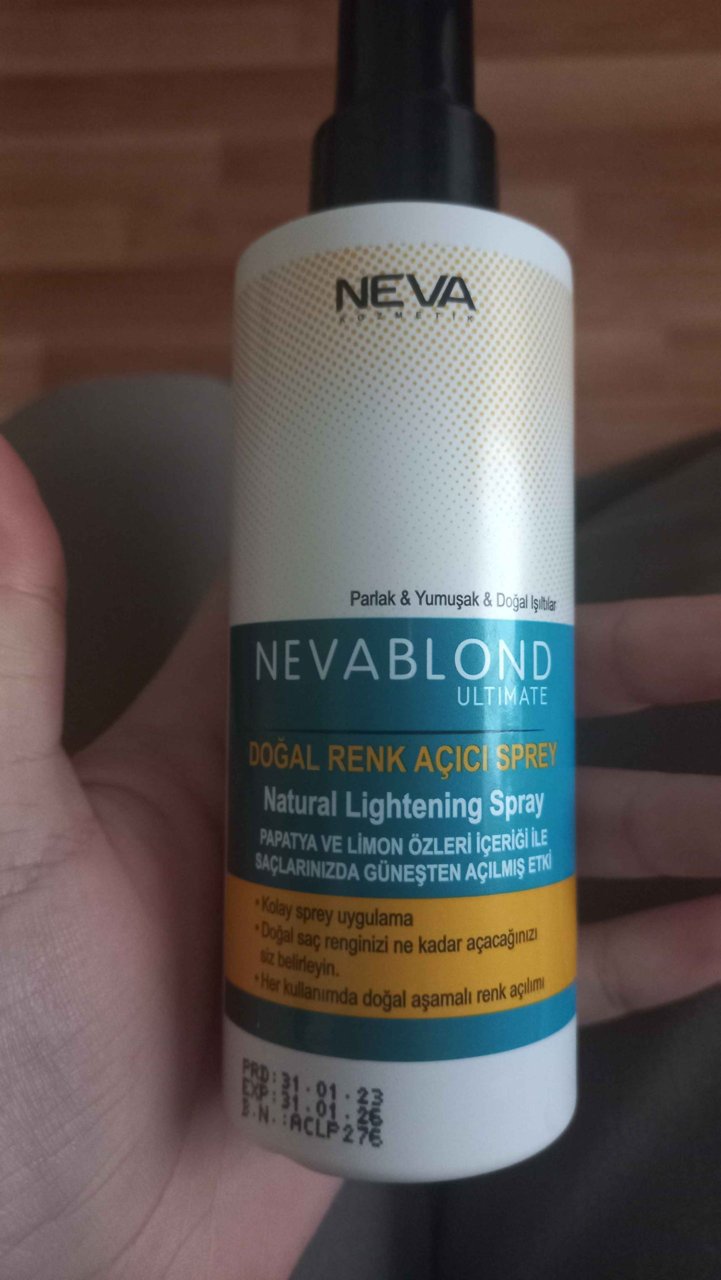 NEVA
KOZMETİK
Parlak & Yumuşak & Doğal Işıltılar
NEVABLOND
ULTIMATE
DOĞAL RENK AÇICI SPREY
Natural Lightening Spray
PAPATYA VE LİMON ÖZLERİ İÇERİĞİ İLE
SAÇLARINIZDA GÜNEŞTEN AÇILMIŞ ETKİ
• Kolay sprey uygulama
• Doğal saç renginizi ne kadar açacağınızı
siz belirleyin.
• Her kullanımda doğal aşamalı renk açılımı
PRD:31.01.23
EXP:31.01.26
S.N.:ACLP276